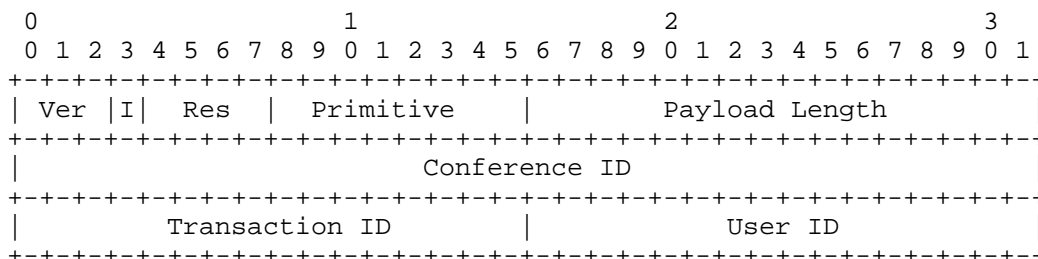 0                   1                   2                   3
 0 1 2 3 4 5 6 7 8 9 0 1 2 3 4 5 6 7 8 9 0 1 2 3 4 5 6 7 8 9 0 1
+-+-+-+-+-+-+-+-+-+-+-+-+-+-+-+-+-+-+-+-+-+-+-+-+-+-+-+-+-+-+-+--
| Ver |I|  Res  |  Primitive    |        Payload Length         |
+-+-+-+-+-+-+-+-+-+-+-+-+-+-+-+-+-+-+-+-+-+-+-+-+-+-+-+-+-+-+-+--
|                         Conference ID                         |
+-+-+-+-+-+-+-+-+-+-+-+-+-+-+-+-+-+-+-+-+-+-+-+-+-+-+-+-+-+-+-+--
|         Transaction ID        |            User ID            |
+-+-+-+-+-+-+-+-+-+-+-+-+-+-+-+-+-+-+-+-+-+-+-+-+-+-+-+-+-+-+-+--